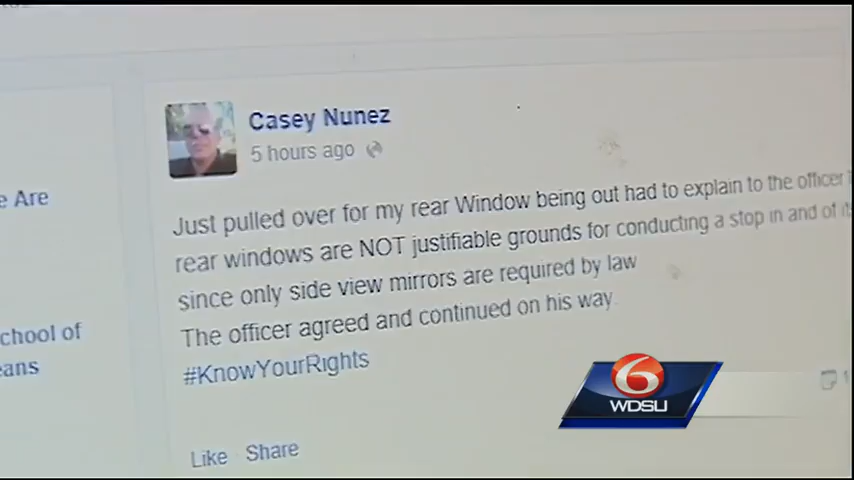 Casey Nunez
5 hours ago
e Are
Just pulled over for my rear Window being out had to explain to the officer
rear windows are NOT justifiable grounds for conducting a stop in and of
since only side view mirrors are required by law
The officer agreed and continued on his way.
#KnowYourRights
chool of
eans
Like Share
1
6
WDSU